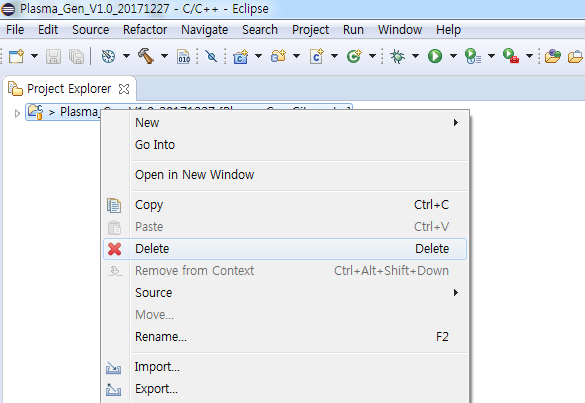 Plasma_Gen_V1.0_20171227 - C/C++ - Eclipse
File Edit Source Refactor Navigate Search Project Run Window Help
010
Project Explorer
> Plasma_
New
Go Into
Open in New Window
Copy Ctrl+C
Paste Ctrl+V
Delete Delete
Remove from Context Ctrl+Alt+Shift+Down
Source
Move...
Rename... F2
Import...
Export...